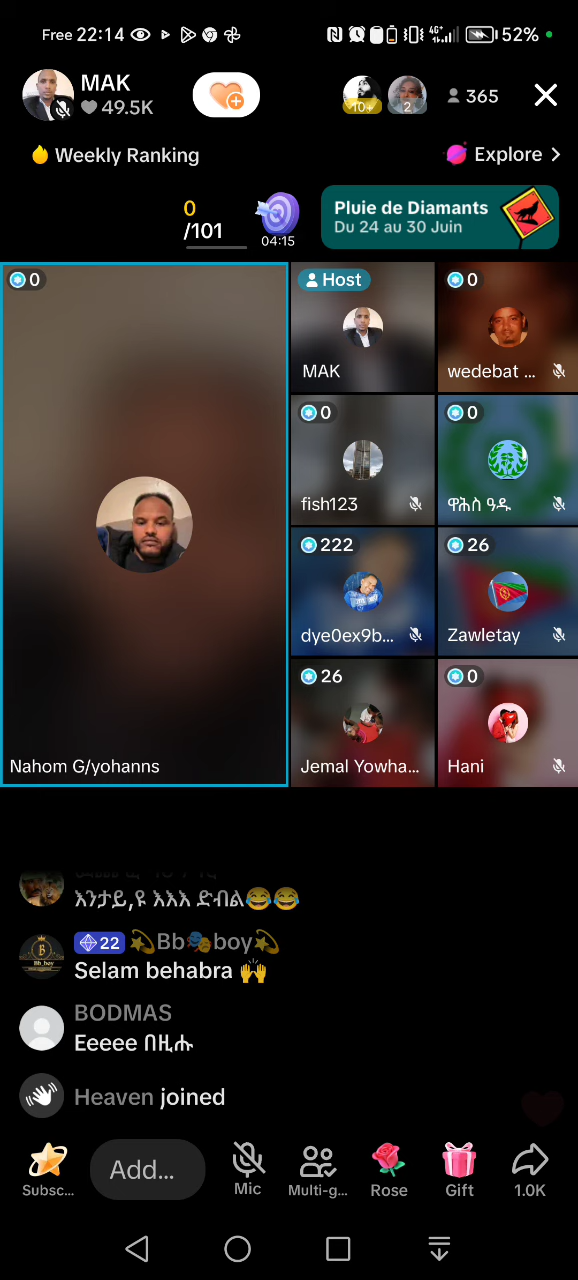 Free 22:14
4G+
52%
MAK
49.5K
10+
2
365
Weekly Ranking
Explore
0
/101
04:15
Pluie de Diamants
Du 24 au 30 Juin
0
Host
MAK
0
wedebat ...
0
fish123
0
ዋሕስ ዓዱ
222
dye0ex9b...
26
Zawletay
26
Jemal Yowha...
0
Hani
Nahom G/yohanns
እንታይ,ዩ እእእ ድብል😂😂
22 💫Bb🎭boy💫
Selam behabra 🙌
BODMAS
Eeeee በዚሑ
Heaven joined
Subsc...
Add...
Mic
Multi-g...
Rose
Gift
1.0K